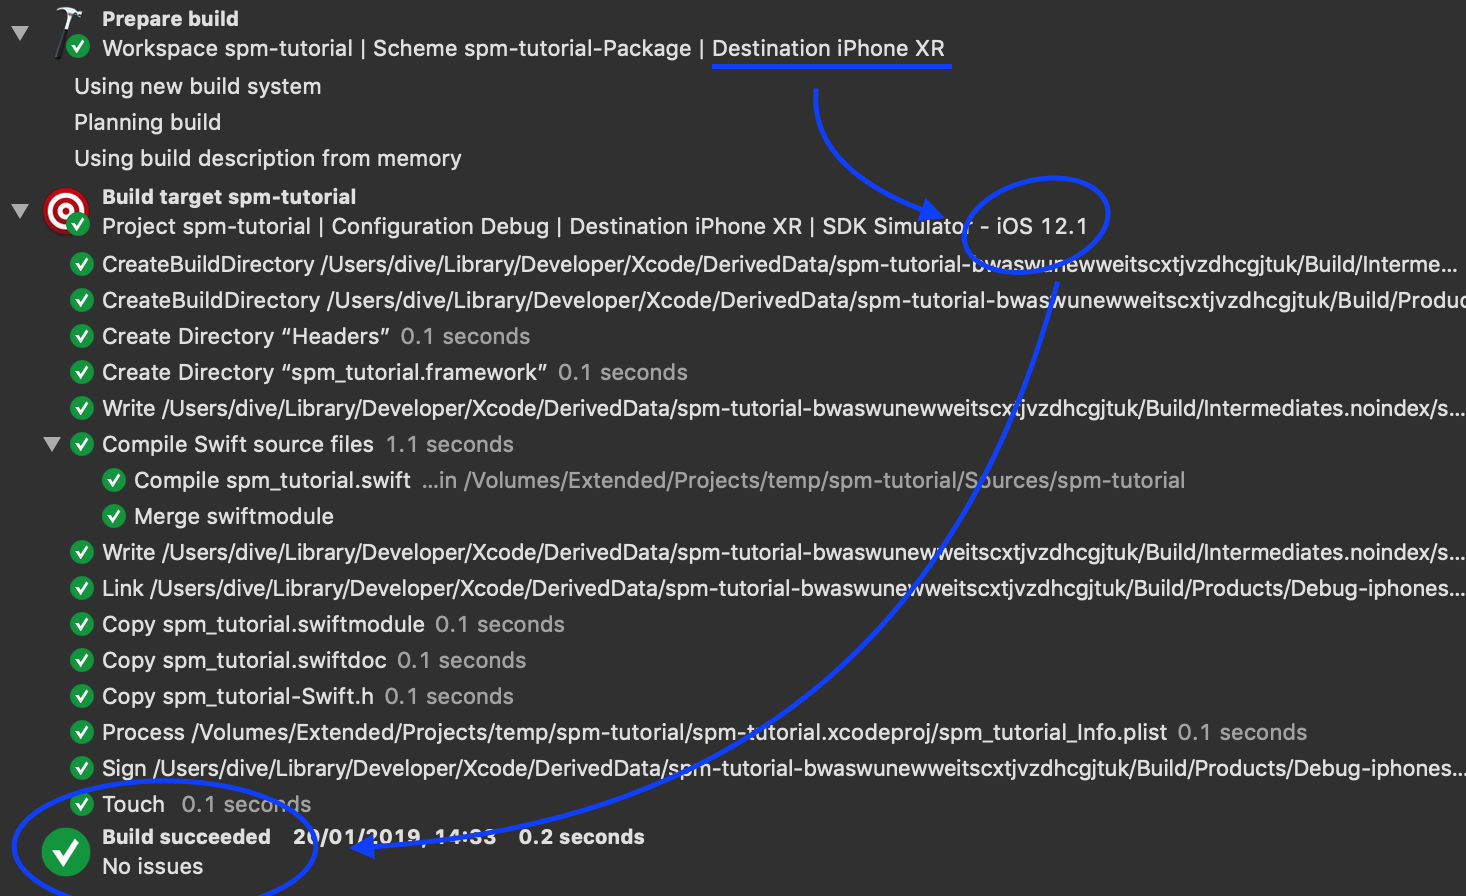 Prepare build
Workspace spm-tutorial | Scheme spm-tutorial-Package | Destination iPhone XR
Using new build system
Planning build
Using build description from memory
Build target spm-tutorial
Project spm-tutorial | Configuration Debug | Destination iPhone XR | SDK Simulator - iOS 12.1
CreateBuildDirectory /Users/dive/Library/Developer/Xcode/DerivedData/spm-tutorial-bwaswunewweitscxtjvzdhcgjtuk/Build/Interme...
CreateBuildDirectory /Users/dive/Library/Developer/Xcode/DerivedData/spm-tutorial-bwaswunewweitscxtjvzdhcgjtuk/Build/Produc
Create Directory “Headers” 0.1 seconds
Create Directory “spm_tutorial.framework” 0.1 seconds
Write /Users/dive/Library/Developer/Xcode/DerivedData/spm-tutorial-bwaswunewweitscxtjvzdhcgjtuk/Build/Intermediates.noindex/s...
Compile Swift source files 1.1 seconds
Compile spm_tutorial.swift ...in /Volumes/Extended/Projects/temp/spm-tutorial/Sources/spm-tutorial
Merge swiftmodule
Write /Users/dive/Library/Developer/Xcode/DerivedData/spm-tutorial-bwaswunewweitscxtjvzdhcgjtuk/Build/Intermediates.noindex/s...
Link /Users/dive/Library/Developer/Xcode/DerivedData/spm-tutorial-bwaswunewweitscxtjvzdhcgjtuk/Build/Products/Debug-iphones...
Copy spm_tutorial.swiftmodule 0.1 seconds
Copy spm_tutorial.swiftdoc 0.1 seconds
Copy spm_tutorial-Swift.h 0.1 seconds
Process /Volumes/Extended/Projects/temp/spm-tutorial/spm-tutorial.xcodeproj/spm_tutorial_Info.plist 0.1 seconds
Sign /Users/dive/Library/Developer/Xcode/DerivedData/spm-tutorial-bwaswunewweitscxtjvzdhcgjtuk/Build/Products/Debug-iphones...
Touch 0.1 seconds
Build succeeded 20/01/2019, 14:33 0.2 seconds
No issues